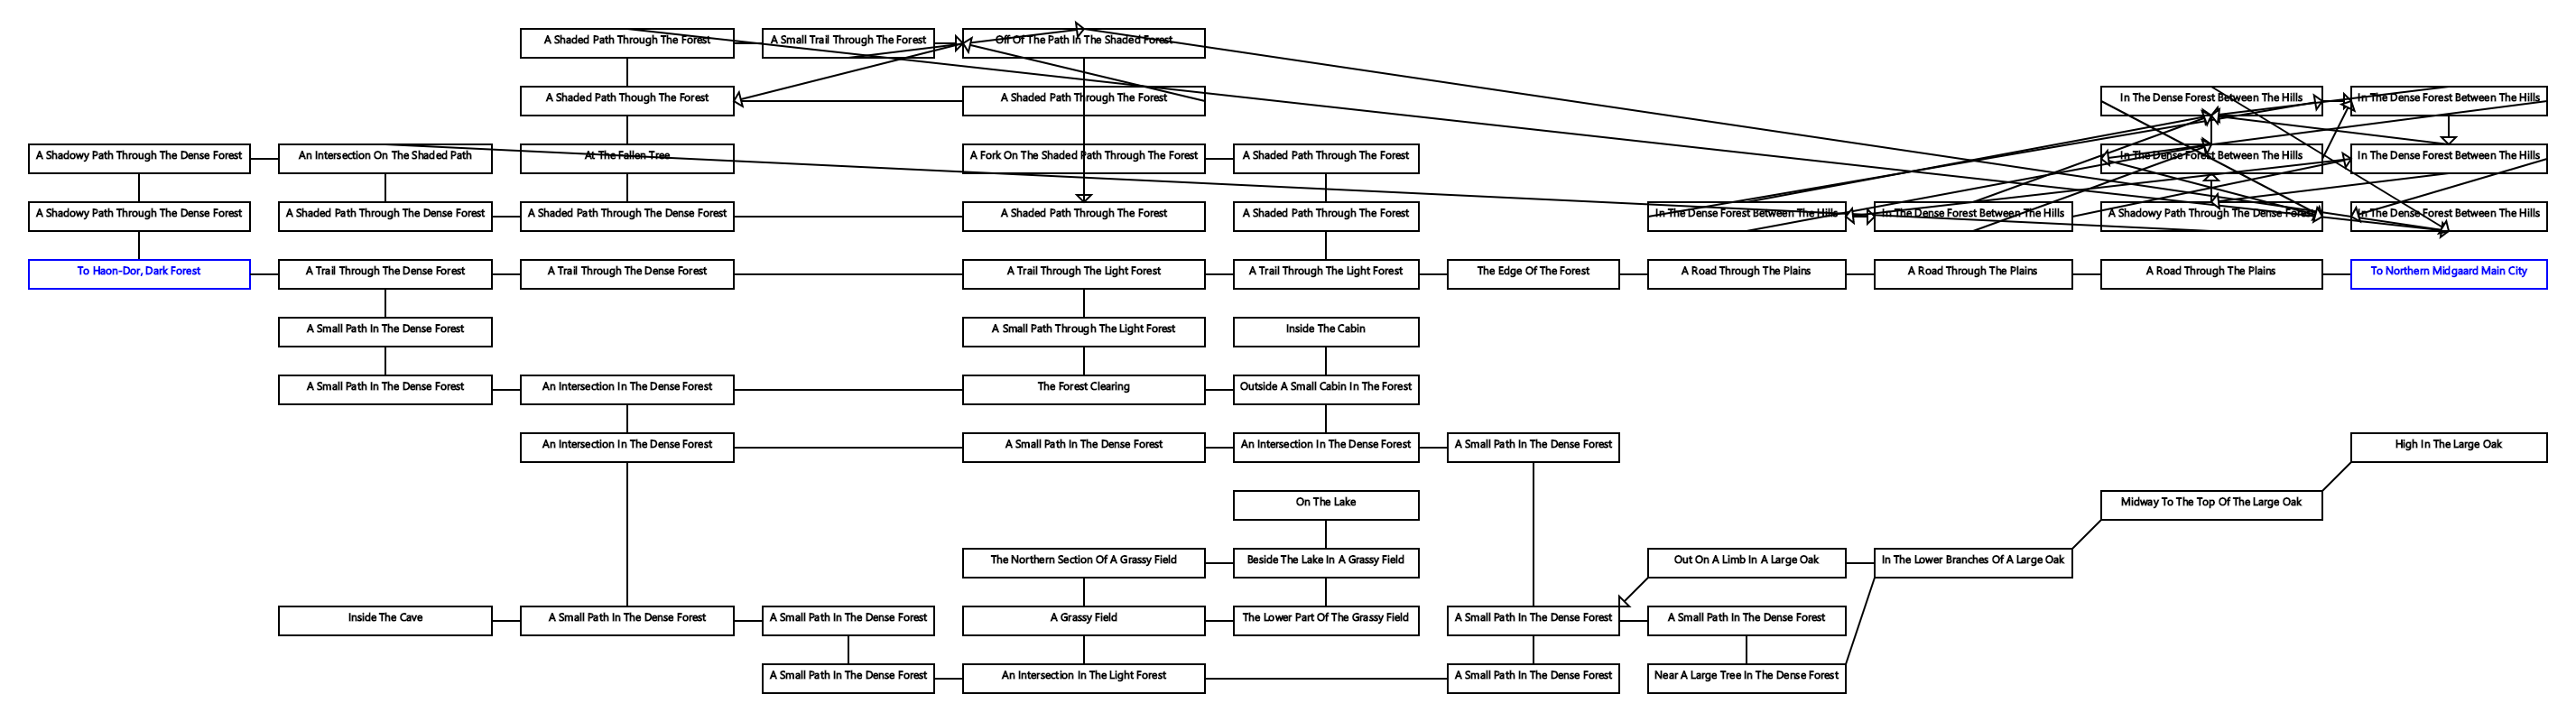 A Shaded Path Through The Forest
A Small Trail Through The Forest
Off Of The Path In The Shaded Forest
A Shaded Path Though The Forest
A Shaded Path Through The Forest
In The Dense Forest Between The Hills
In The Dense Forest Between The Hills
A Shadowy Path Through The Dense Forest
An Intersection On The Shaded Path
At The Fallen Tree
A Fork On The Shaded Path Through The Forest
A Shaded Path Through The Forest
In The Dense Forest Between The Hills
In The Dense Forest Between The Hills
A Shadowy Path Through The Dense Forest
A Shaded Path Through The Dense Forest
A Shaded Path Through The Dense Forest
A Shaded Path Through The Forest
A Shaded Path Through The Forest
In The Dense Forest Between The Hills
In The Dense Forest Between The Hills
A Shadowy Path Through The Dense Forest
In The Dense Forest Between The Hills
To Haon-Dor, Dark Forest
A Trail Through The Dense Forest
A Trail Through The Dense Forest
A Trail Through The Light Forest
A Trail Through The Light Forest
The Edge Of The Forest
A Road Through The Plains
A Road Through The Plains
A Road Through The Plains
To Northern Midgaard Main City
A Small Path In The Dense Forest
A Small Path Through The Light Forest
Inside The Cabin
A Small Path In The Dense Forest
An Intersection In The Dense Forest
The Forest Clearing
Outside A Small Cabin In The Forest
An Intersection In The Dense Forest
A Small Path In The Dense Forest
An Intersection In The Dense Forest
A Small Path In The Dense Forest
High In The Large Oak
On The Lake
Midway To The Top Of The Large Oak
The Northern Section Of A Grassy Field
Beside The Lake In A Grassy Field
Out On A Limb In A Large Oak
In The Lower Branches Of A Large Oak
Inside The Cave
A Small Path In The Dense Forest
A Small Path In The Dense Forest
A Grassy Field
The Lower Part Of The Grassy Field
A Small Path In The Dense Forest
A Small Path In The Dense Forest
A Small Path In The Dense Forest
An Intersection In The Light Forest
A Small Path In The Dense Forest
Near A Large Tree In The Dense Forest